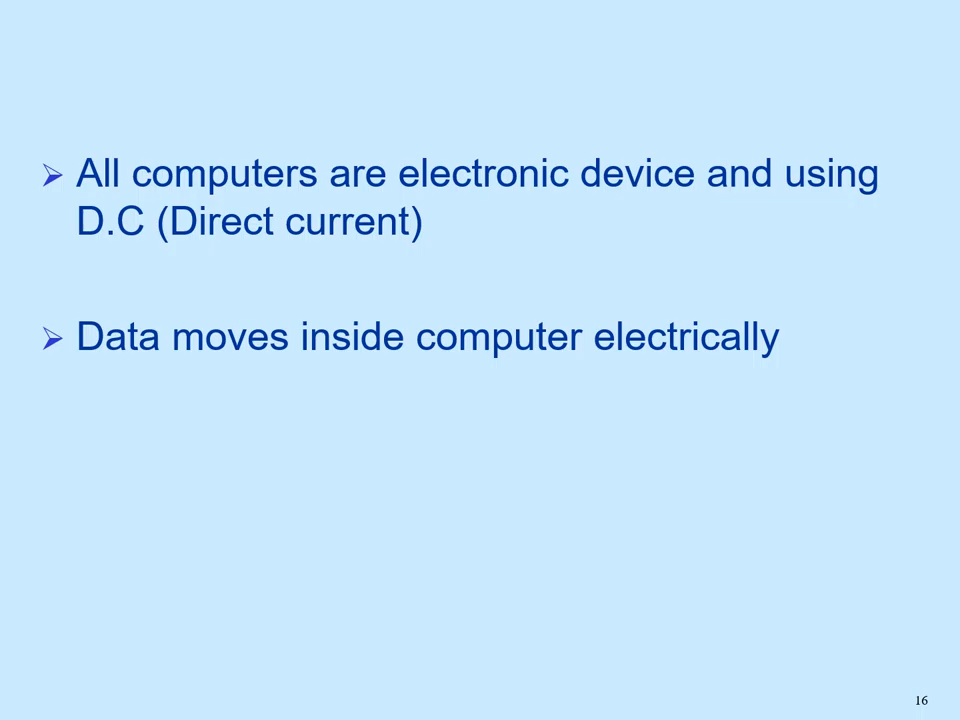 All computers are electronic device and using
D.C (Direct current)
Data moves inside computer electrically
16